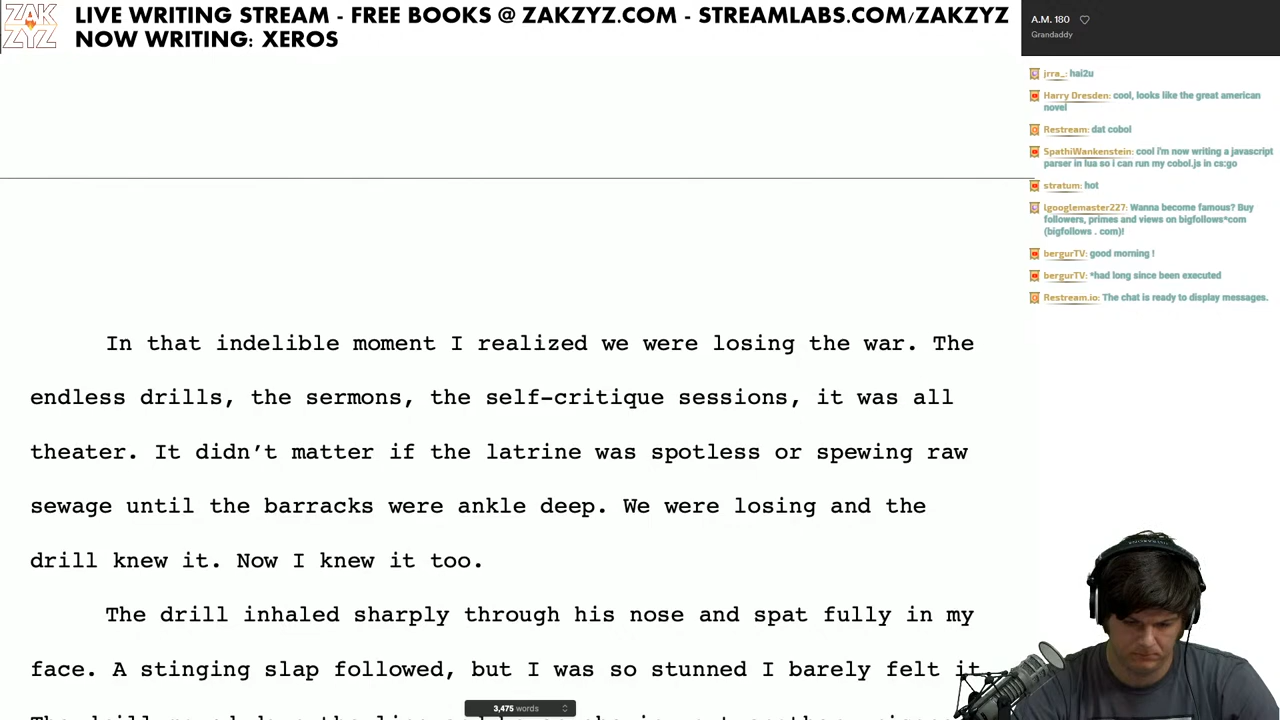 ZAK
ZYZ
LIVE WRITING STREAM - FREE BOOKS @ ZAKZYZ.COM - STREAMLABS.COM/ZAKZYZ
NOW WRITING: XEROS
A.M. 180
Grandaddy
jrra_: hai2u
Harry Dresden: cool, looks like the great american
novel
Restream: dat cobol
SpathiWankenstein: cool i'm now writing a javascript
parser in lua so i can run my cobol.js in cs:go
stratum: hot
lgooglemaster227: Wanna become famous? Buy
followers, primes and views on bigfollows*com
(bigfollows . com)!
bergurTV: good morning !
bergurTV: *had long since been executed
Restream.io: The chat is ready to display messages.
In that indelible moment I realized we were losing the war. The
endless drills, the sermons, the self-critique sessions, it was all
theater. It didn’t matter if the latrine was spotless or spewing raw
sewage until the barracks were ankle deep. We were losing and the
drill knew it. Now I knew it too.
The drill inhaled sharply through his nose and spat fully in my
face. A stinging slap followed, but I was so stunned I barely felt it.
3,475 words